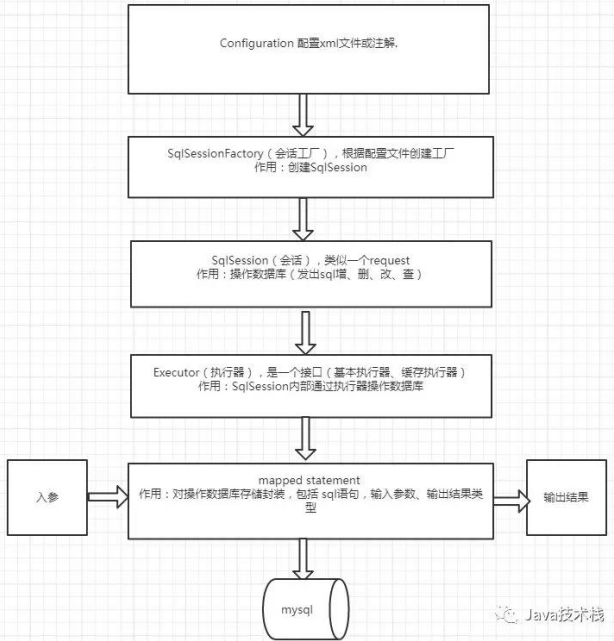 Configuration 配置xml文件或注解.
SqlSessionFactory（会话工厂），根据配置文件创建工厂
作用：创建SqlSession
SqlSession（会话），类似一个request
作用：操作数据库（发出sql增、删、改、查）
Executor（执行器），是一个接口（基本执行器、缓存执行器）
作用：SqlSession内部通过执行器操作数据库
mapped statement
作用：对操作数据库存储封装，包括 sql语句，输入参数、输出结果类
型
入参
输出结果
mysql
Java技术栈